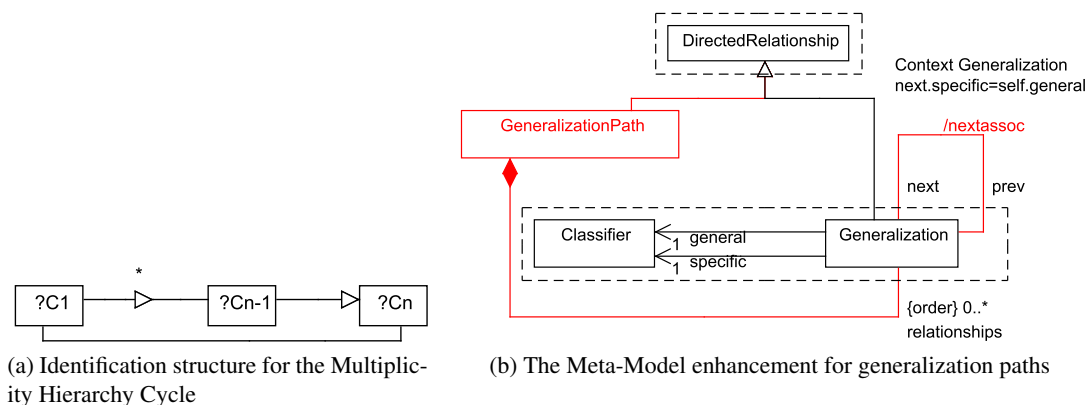 DirectedRelationship
Context Generalization
next.specific=self.general
GeneralizationPath
/nextassoc
next
prev
Classifier
Generalization
1 general
1 specific
*
?C1
?Cn-1
?Cn
{order} 0..*
relationships
(a) Identification structure for the Multiplic-
ity Hierarchy Cycle
(b) The Meta-Model enhancement for generalization paths